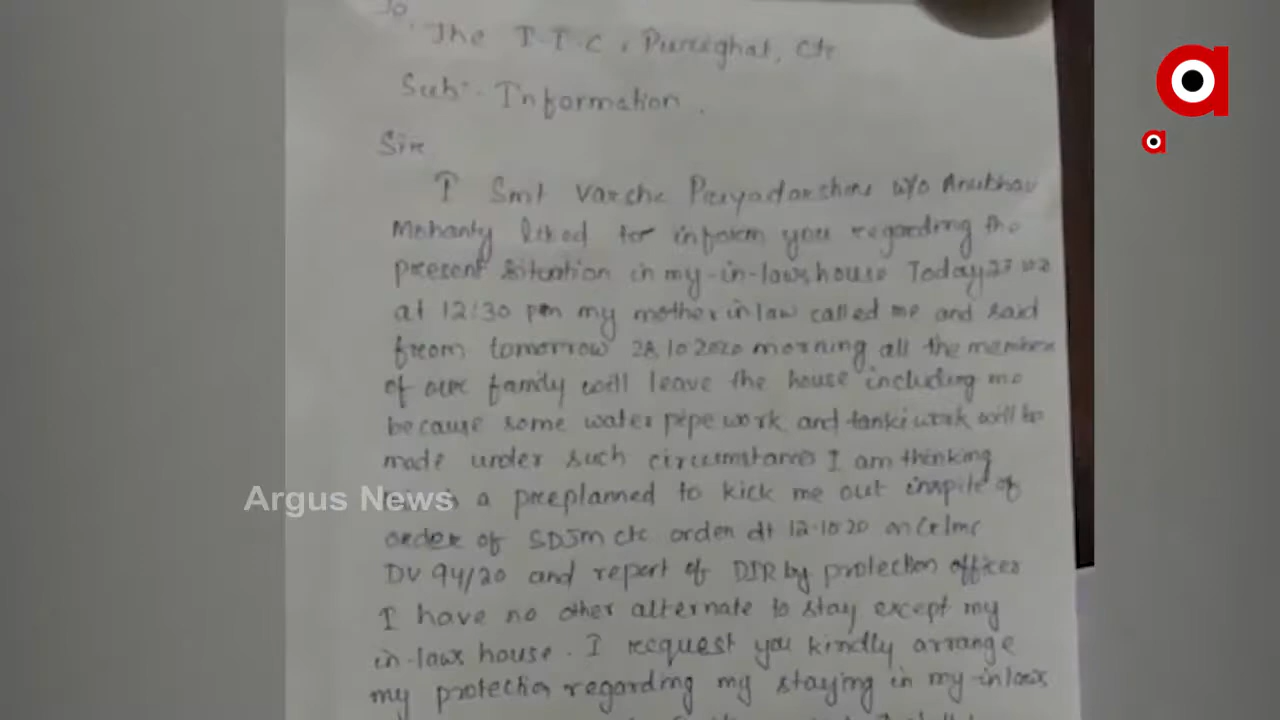 To,
The I.I.C, Purighat, Ctc
Sub:- Information.
Sir
I Smt Varsha Priyadarshini w/o Anubhav
Mohanty liked to inform you regarding the
present situation in my-in-laws house Today
at 12:30 pm my mother in law called me and said
from tomorrow 28.10.2020 morning all the member
of our family will leave the house including me
because some water pipe work and tanki work will be
made under such circumstances I am thinking
is a preplanned to kick me out inspite of
order of SDJM ctc order dt 12.10.20 on Crlmc
DV 94/20 and report of DIR by protection officer
I have no other alternate to stay except my
in-laws house. I request you kindly arrange
my protection regarding my staying in my-inlaws
Argus News
a
a